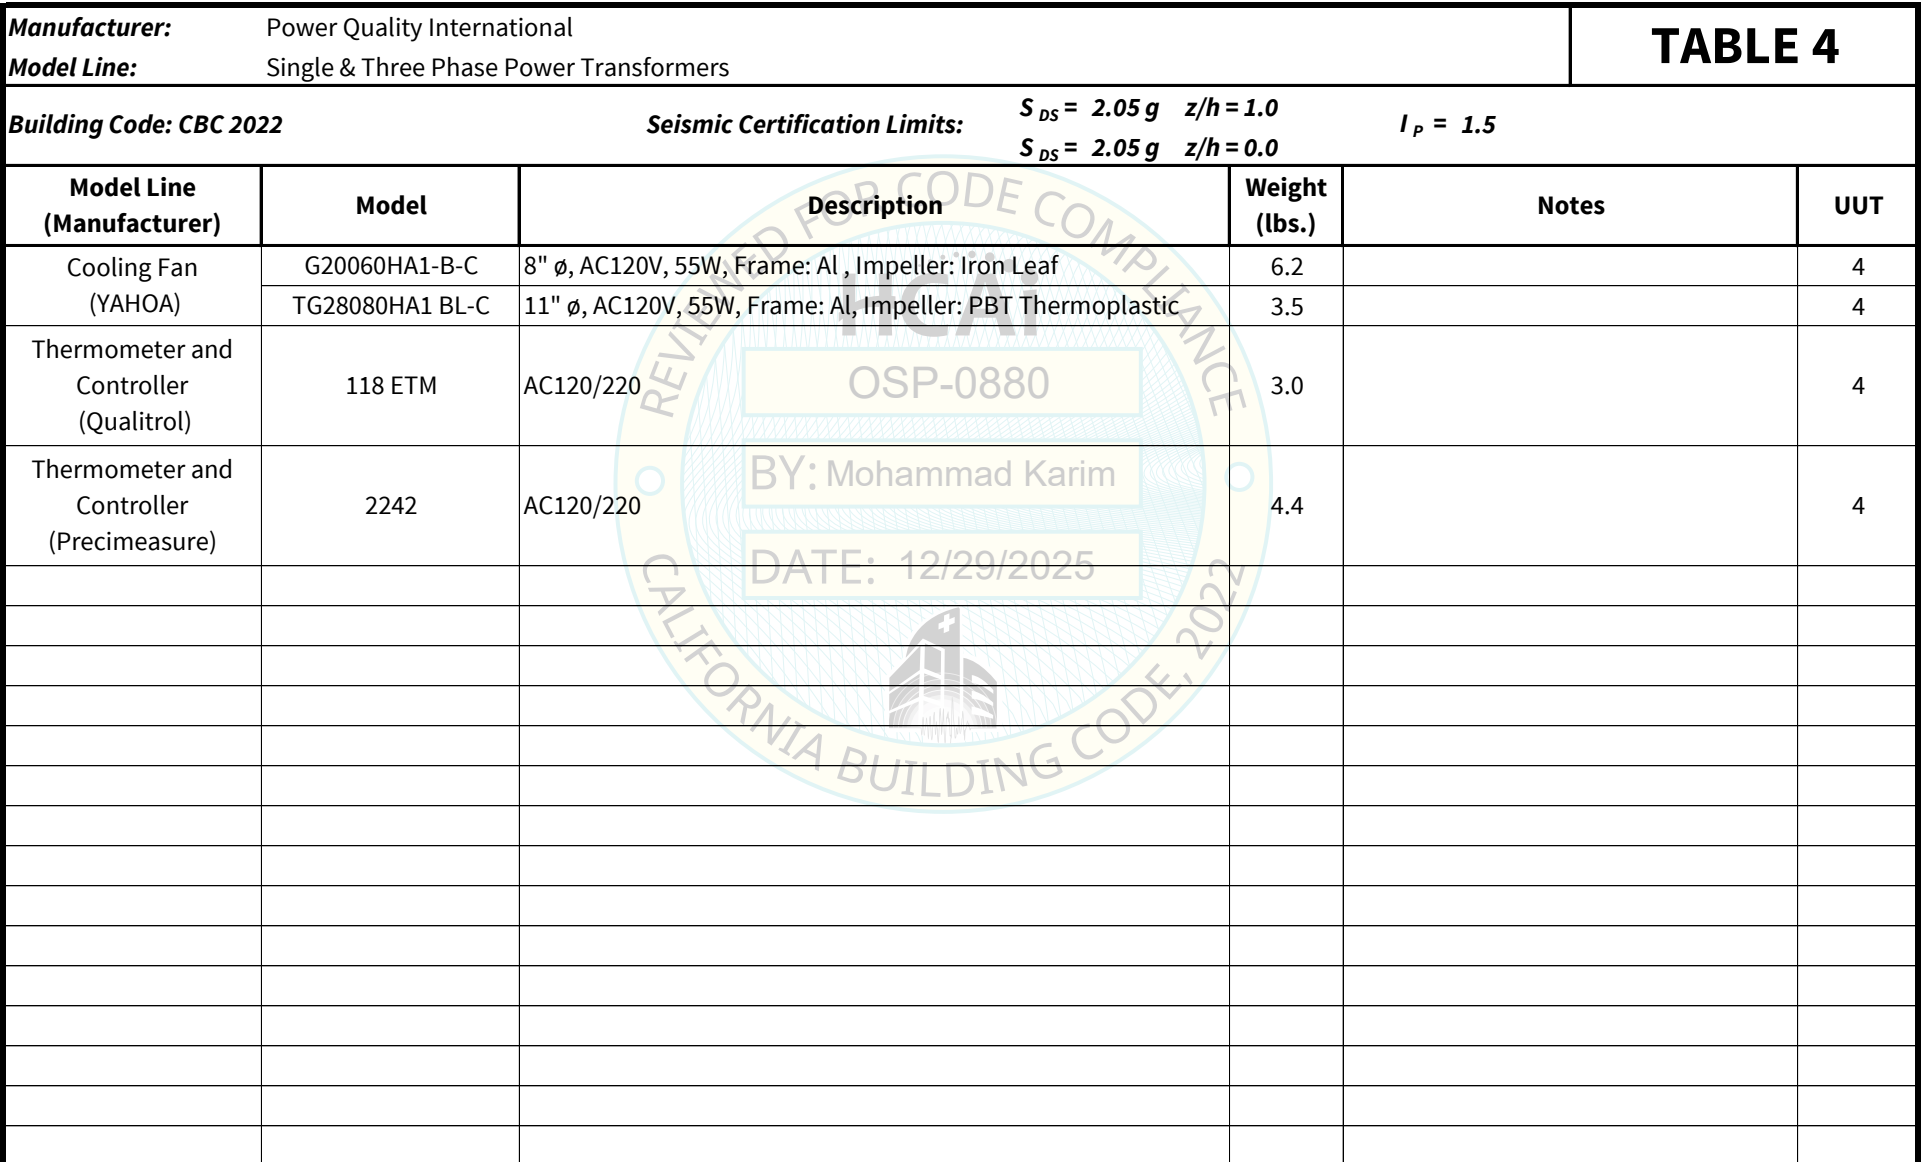 Manufacturer: Power Quality International
TABLE 4
Model Line: Single & Three Phase Power Transformers
Building Code: CBC 2022
Seismic Certification Limits:
S DS = 2.05 g z/h = 1.0
S DS = 2.05 g z/h = 0.0
I P = 1.5
Model Line (Manufacturer) Model Description Weight (lbs.) Notes UUT
Cooling Fan (YAHOA)
G20060HA1-B-C 8" ø, AC120V, 55W, Frame: Al , Impeller: Iron Leaf 6.2 4
TG28080HA1 BL-C 11" ø, AC120V, 55W, Frame: Al, Impeller: PBT Thermoplastic 3.5 4
Thermometer and
Controller
(Qualitrol)
118 ETM AC120/220 3.0 4
Thermometer and
Controller
(Precimeasure)
2242 AC120/220 4.4 4
REVIEWED FOR CODE COMPLIANCE
HCAi
OSP-0880
BY: Mohammad Karim
DATE: 12/29/2025
CALIFORNIA BUILDING CODE, 2022